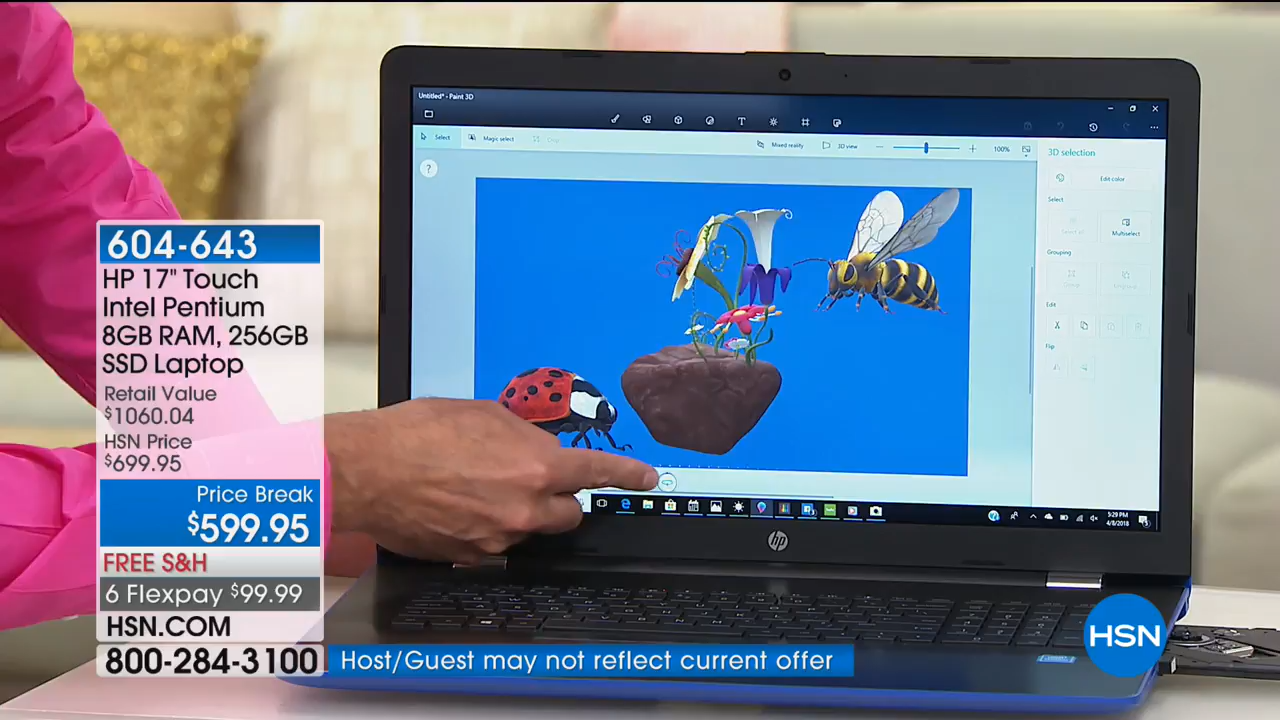 Untitled* - Paint 3D
Select
Magic select
Mixed reality
3D view
100%
3D selection
Edit color
Select
Multiselect
Grouping
Edit
Flip
?
5:29 PM
4/8/2018
hp
604-643
HP 17" Touch
Intel Pentium
8GB RAM, 256GB
SSD Laptop
Retail Value
$1060.04
HSN Price
$699.95
Price Break
$599.95
FREE S&H
6 Flexpay $99.99
HSN.COM
800-284-3100
Host/Guest may not reflect current offer
HSN